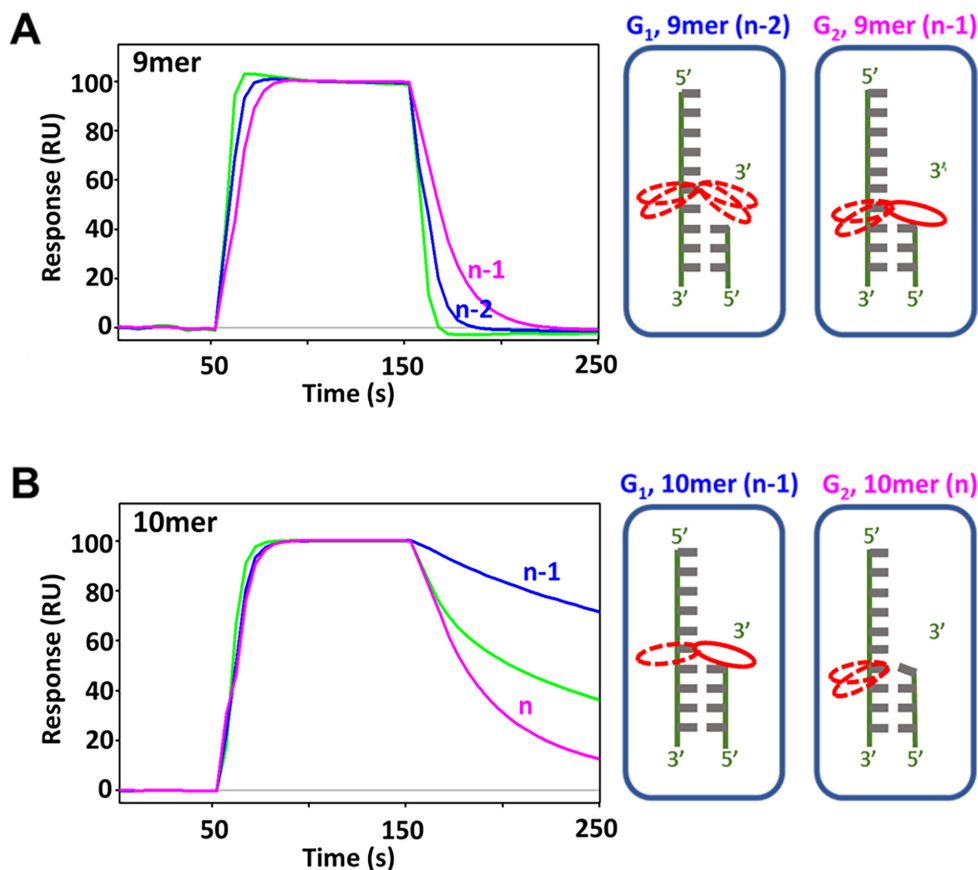 A
9mer
Response (RU)
100
80
60
40
20
0
n-1
n-2
50
150
250
Time (s)
G₁, 9mer (n-2)
5’
3’
3’
5’
G₂, 9mer (n-1)
5’
3’
3’
5’
B
10mer
Response (RU)
100
80
60
40
20
0
n-1
n
50
150
250
Time (s)
G₁, 10mer (n-1)
5’
3’
3’
5’
G₂, 10mer (n)
5’
3’
3’
5’